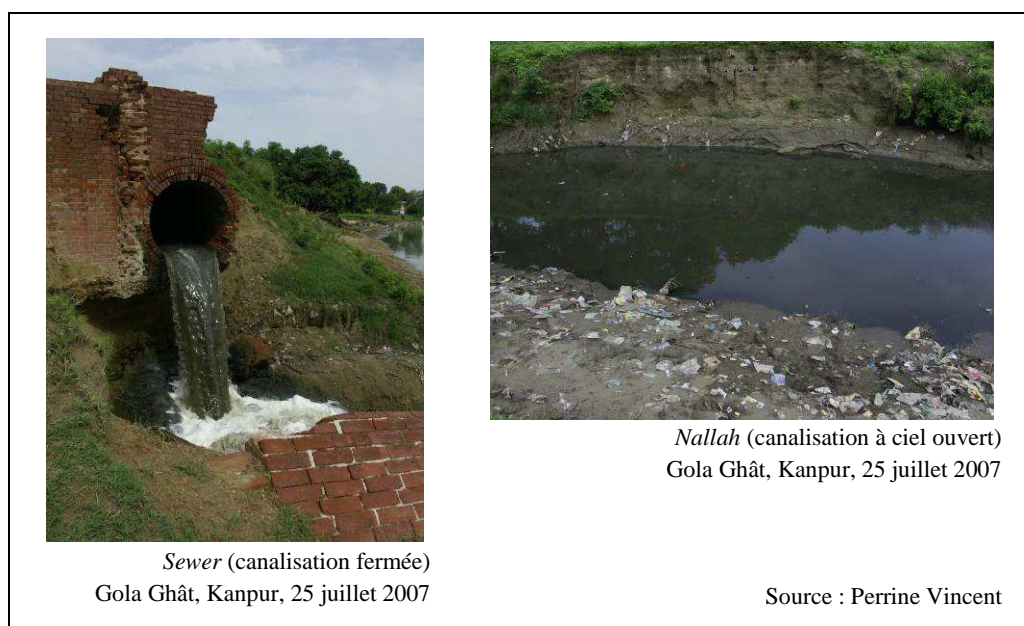 Sewer (canalisation fermée)
Gola Ghât, Kanpur, 25 juillet 2007
Nallah (canalisation à ciel ouvert)
Gola Ghât, Kanpur, 25 juillet 2007
Source : Perrine Vincent